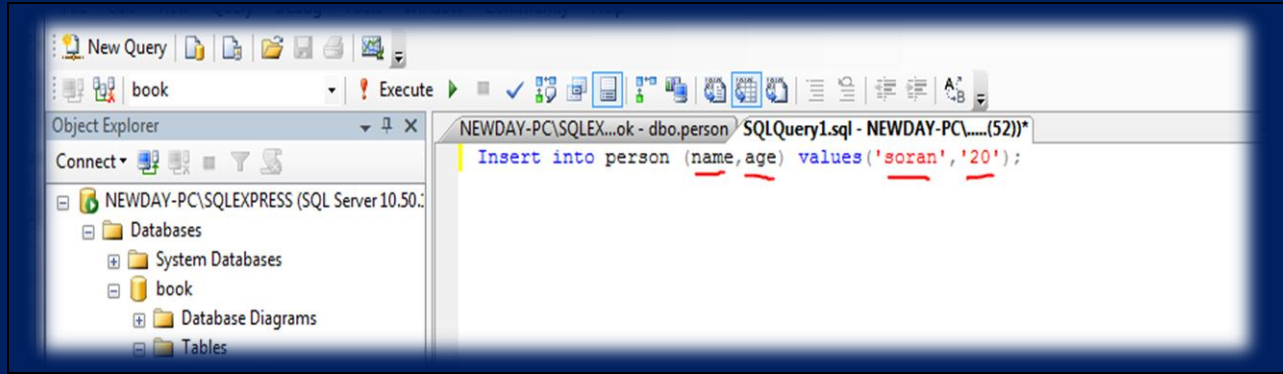 New Query
book
Execute
Object Explorer
NEWDAY-PC\SQLEX...ok - dbo.person
SQLQuery1.sql - NEWDAY-PC\.....(52))*
Connect
Insert into person (name,age) values('soran','20');
NEWDAY-PC\SQLEXPRESS (SQL Server 10.50.
Databases
System Databases
book
Database Diagrams
Tables